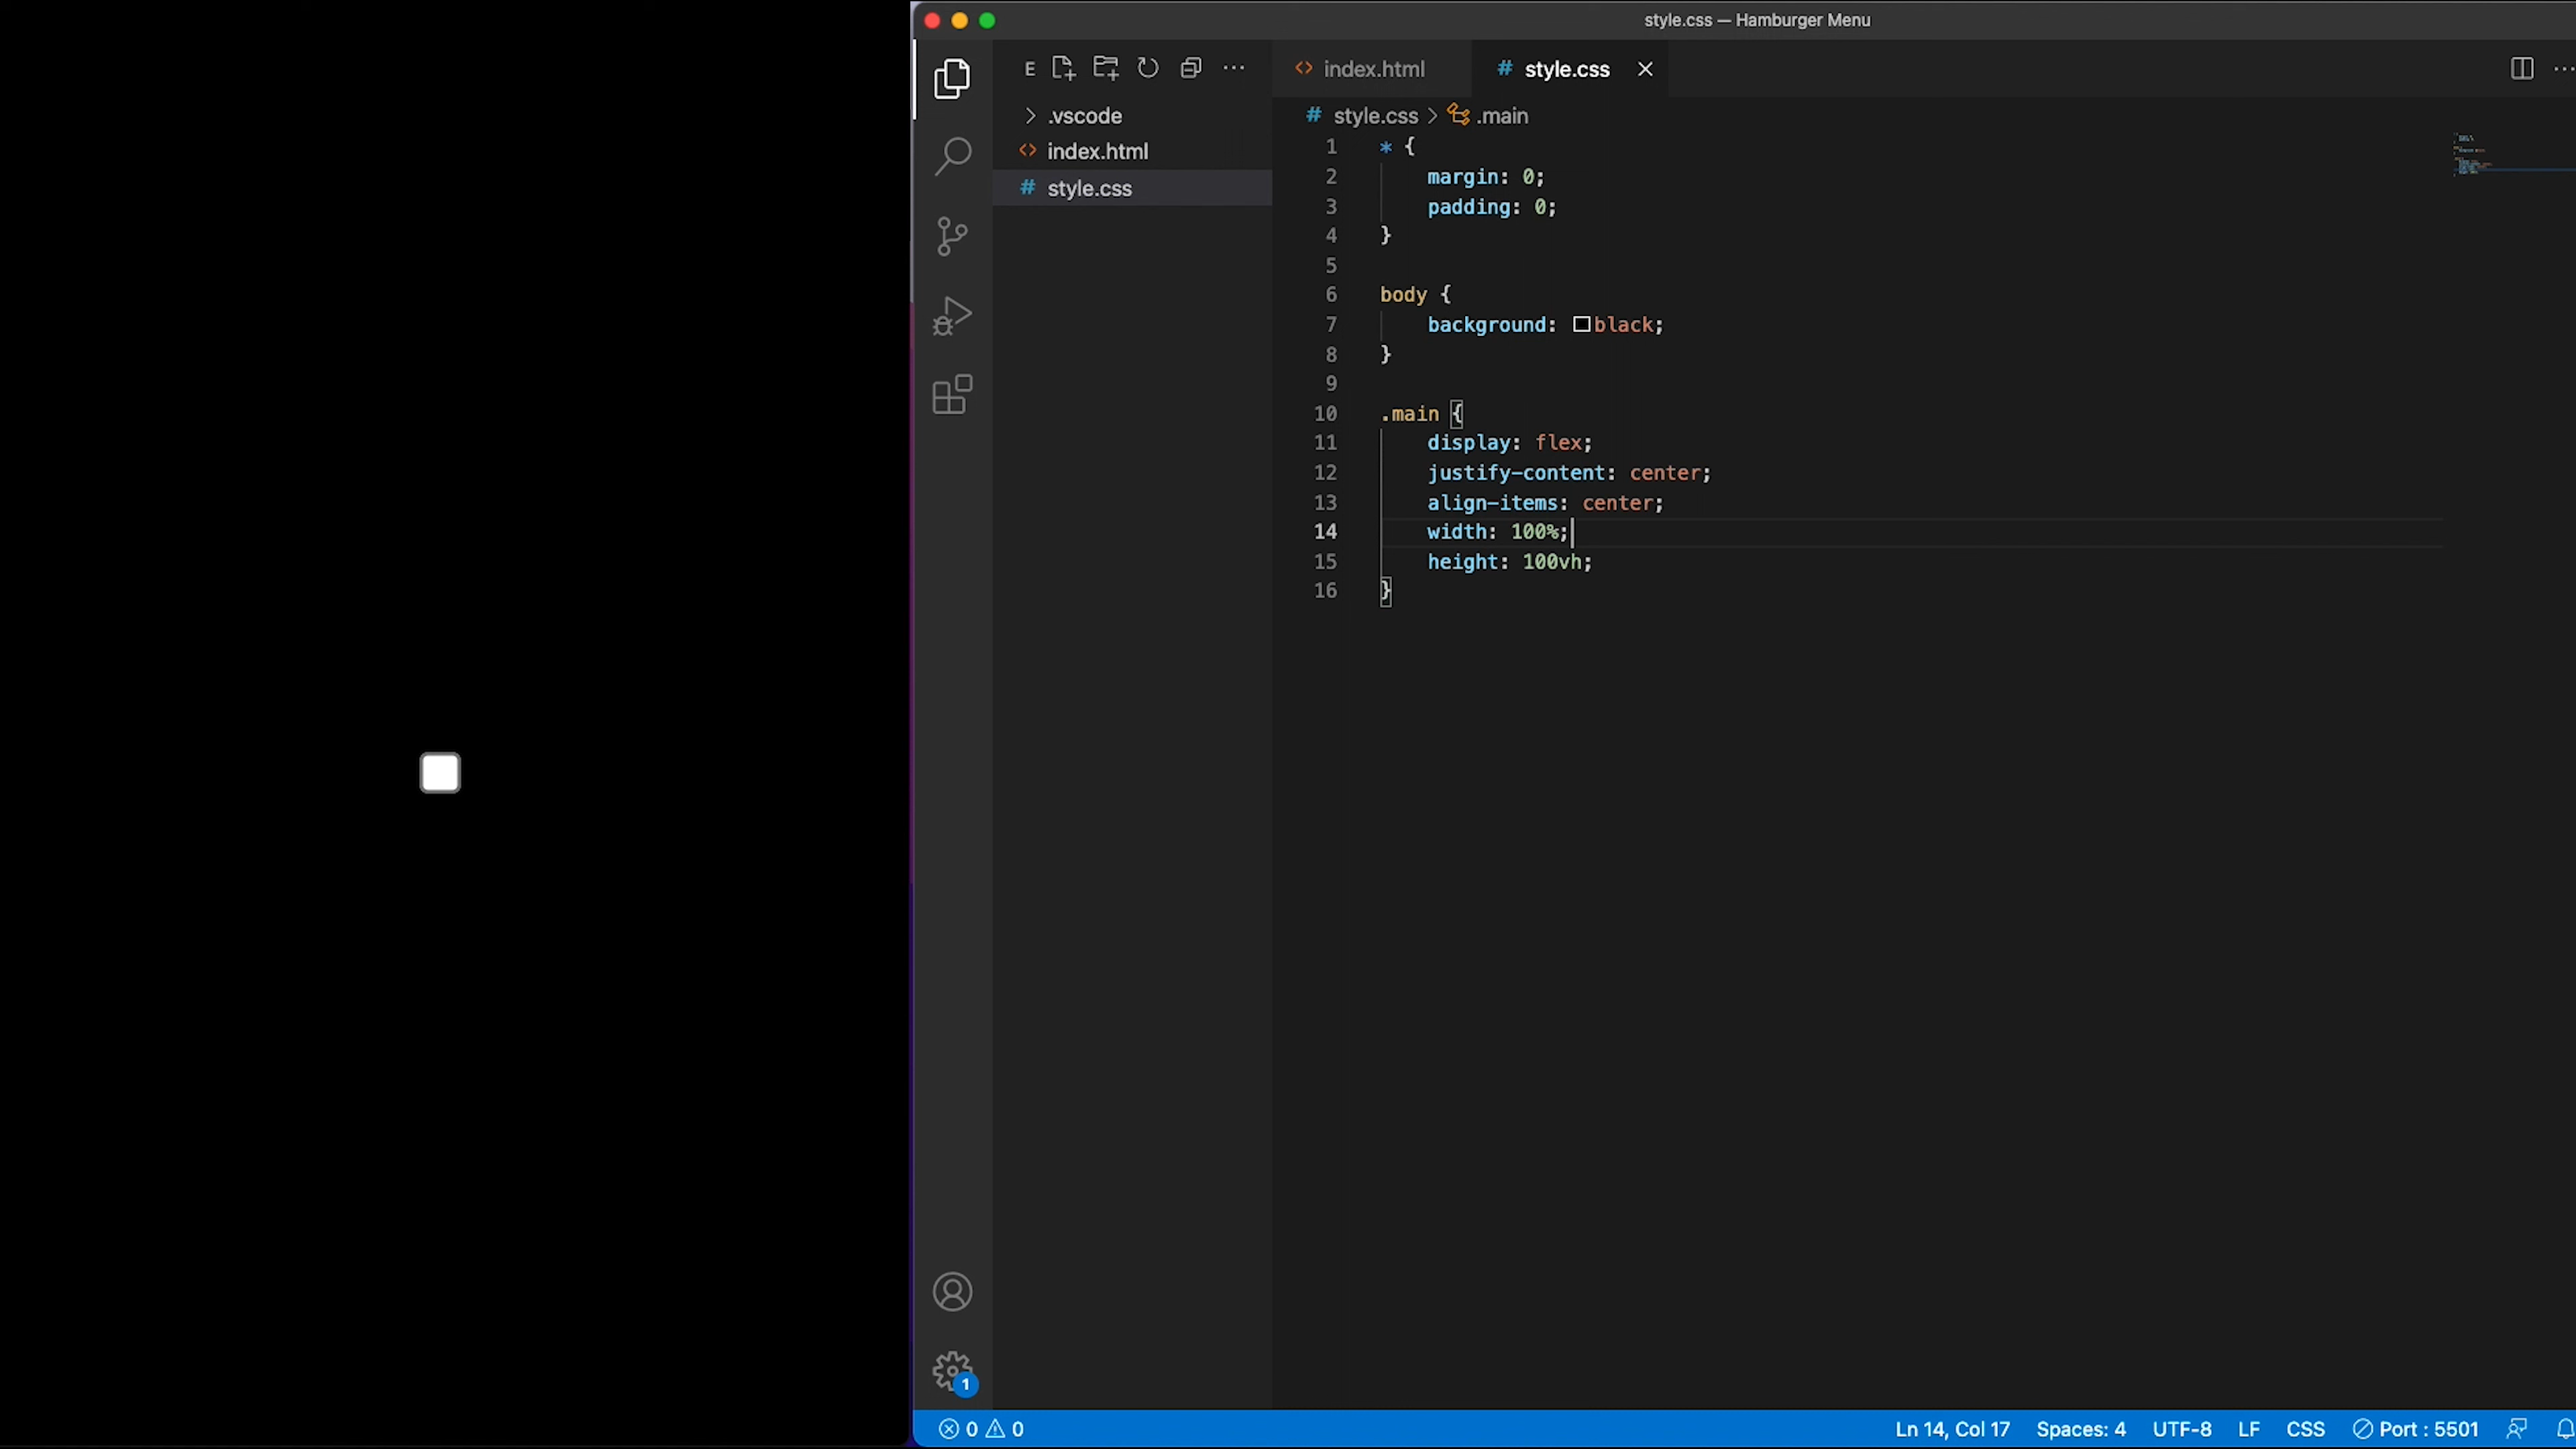 style.css — Hamburger Menu
E
index.html
style.css
.vscode
index.html
style.css
style.css > .main
1 * {
2 margin: 0;
3 padding: 0;
4 }
5
6 body {
7 background: black;
8 }
9
10 .main {
11 display: flex;
12 justify-content: center;
13 align-items: center;
14 width: 100%;
15 height: 100vh;
16 }
1
0 0 Ln 14, Col 17 Spaces: 4 UTF-8 LF CSS Port : 5501